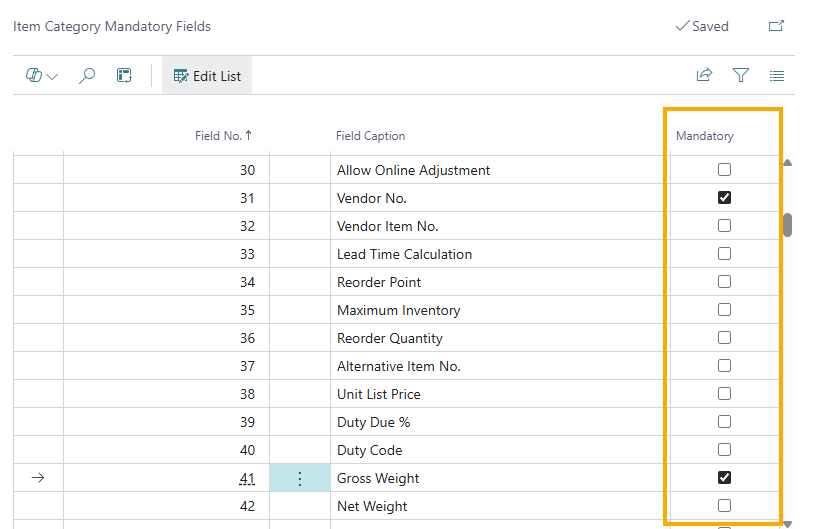 Item Category Mandatory Fields Saved
Edit List
Field No. ↑ Field Caption Mandatory
30 Allow Online Adjustment
31 Vendor No.
32 Vendor Item No.
33 Lead Time Calculation
34 Reorder Point
35 Maximum Inventory
36 Reorder Quantity
37 Alternative Item No.
38 Unit List Price
39 Duty Due %
40 Duty Code
41 Gross Weight
42 Net Weight